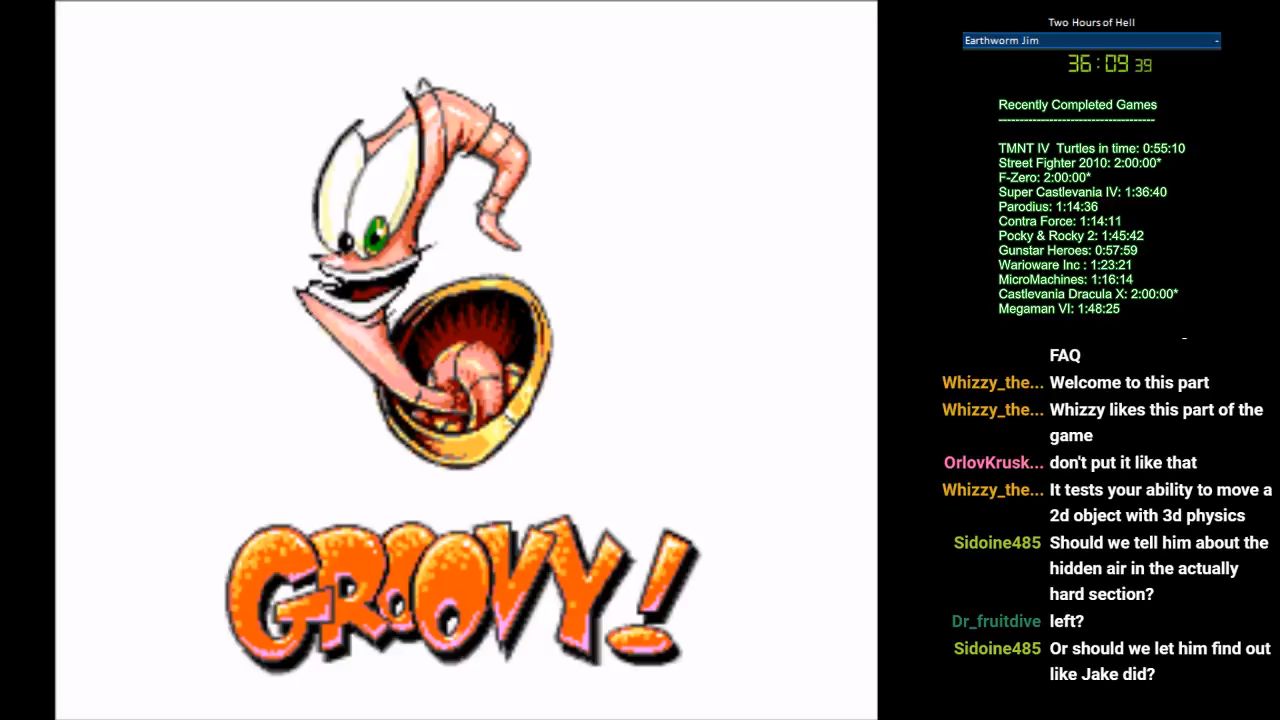 GROOVY!
Two Hours of Hell
Earthworm Jim -
36:09 39
Recently Completed Games
------------------------------------
TMNT IV Turtles in time: 0:55:10
Street Fighter 2010: 2:00:00*
F-Zero: 2:00:00*
Super Castlevania IV: 1:36:40
Parodius: 1:14:36
Contra Force: 1:14:11
Pocky & Rocky 2: 1:45:42
Gunstar Heroes: 0:57:59
Warioware Inc : 1:23:21
MicroMachines: 1:16:14
Castlevania Dracula X: 2:00:00*
Megaman VI: 1:48:25
FAQ
Whizzy_the... Welcome to this part
Whizzy_the... Whizzy likes this part of the
game
OrlovKrusk... don't put it like that
Whizzy_the... It tests your ability to move a
2d object with 3d physics
Sidoine485 Should we tell him about the
hidden air in the actually
hard section?
Dr_fruitdive left?
Sidoine485 Or should we let him find out
like Jake did?